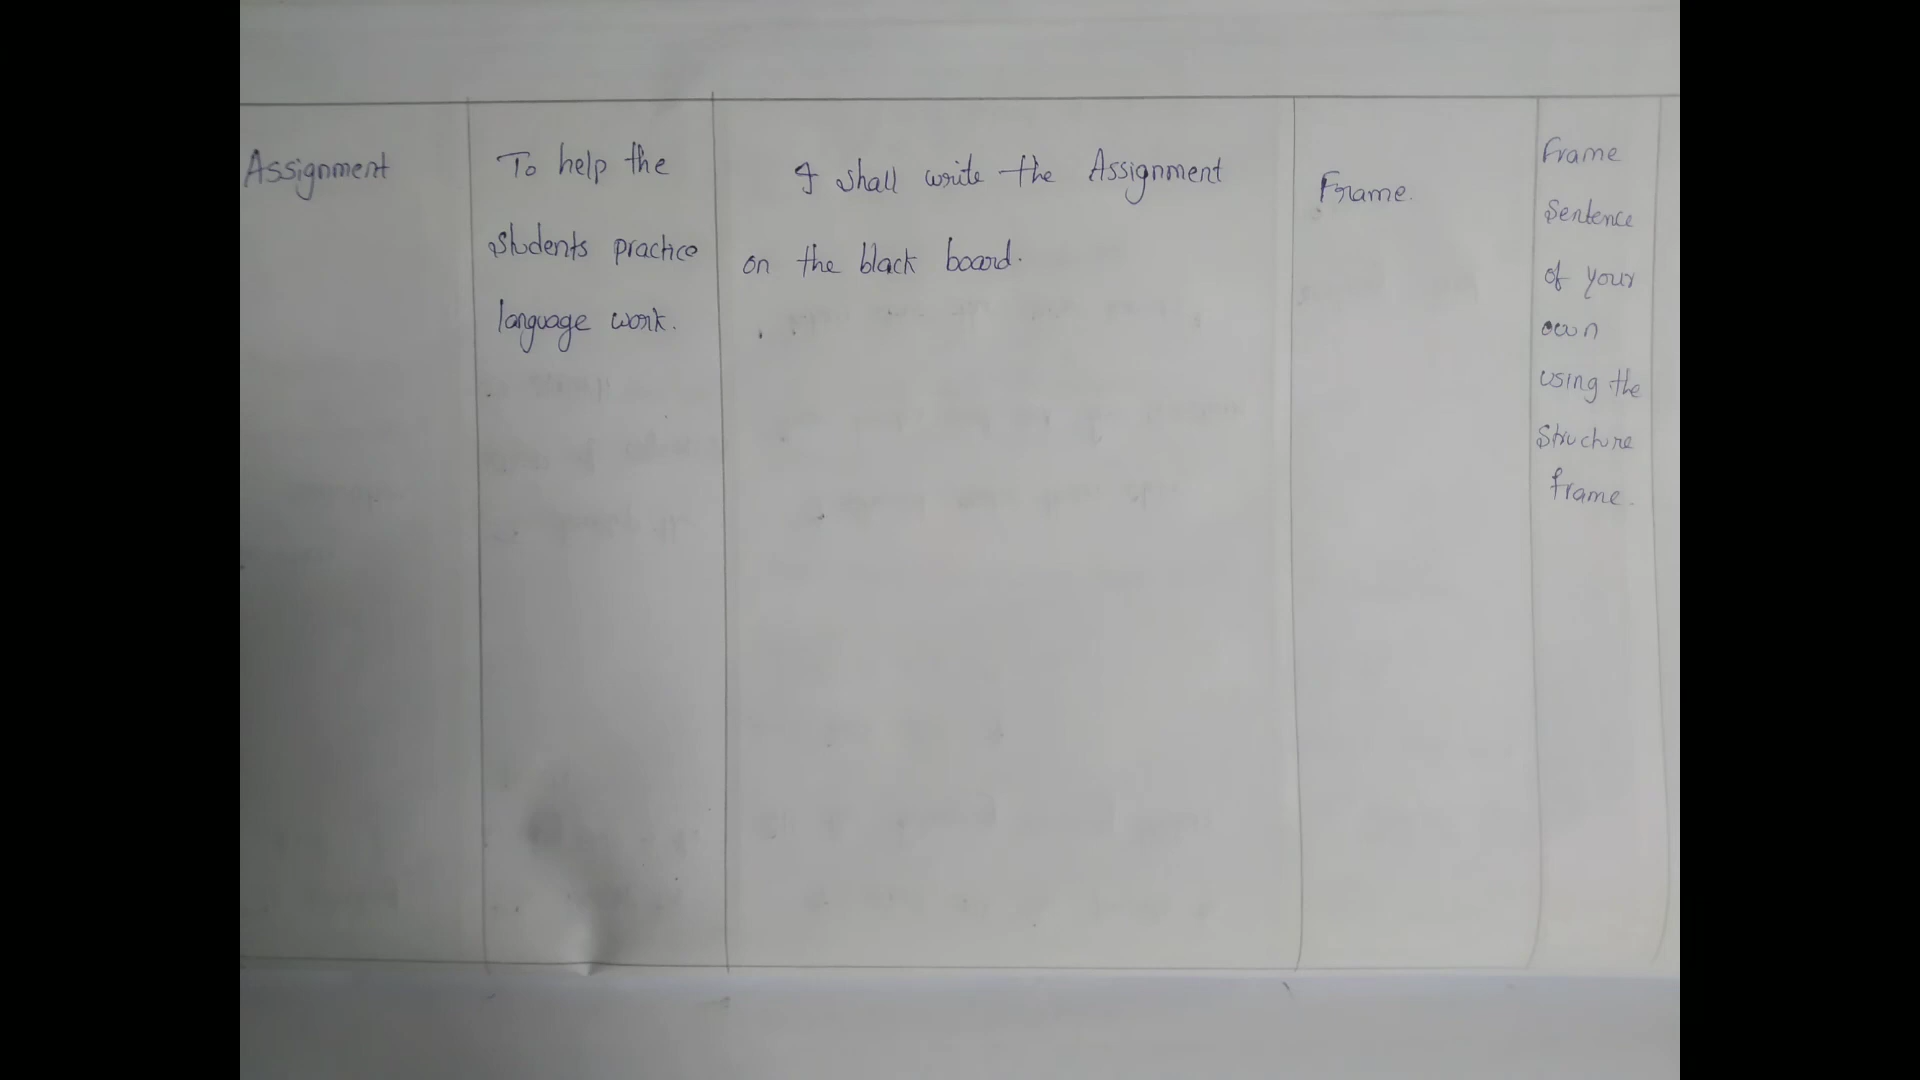 Assignment
To help the
students practice
language work.
I shall write the Assignment
on the black board.
Frame.
Frame
Sentence
of your
own
using the
Structure
frame.